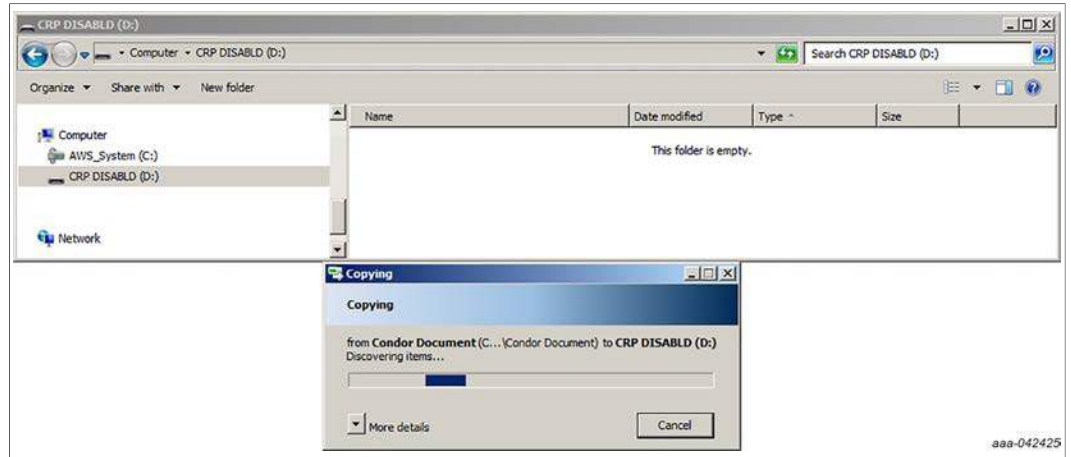 CRP DISABLD (D:)
Computer CRP DISABLD (D:) Search CRP DISABLD (D:)
Organize Share with New folder
Name Date modified Type Size
Computer
AWS_System (C:)
CRP DISABLD (D:)
Network
This folder is empty.
Copying
Copying
from Condor Document (C...\Condor Document) to CRP DISABLD (D:)
Discovering items...
More details Cancel
aaa-042425